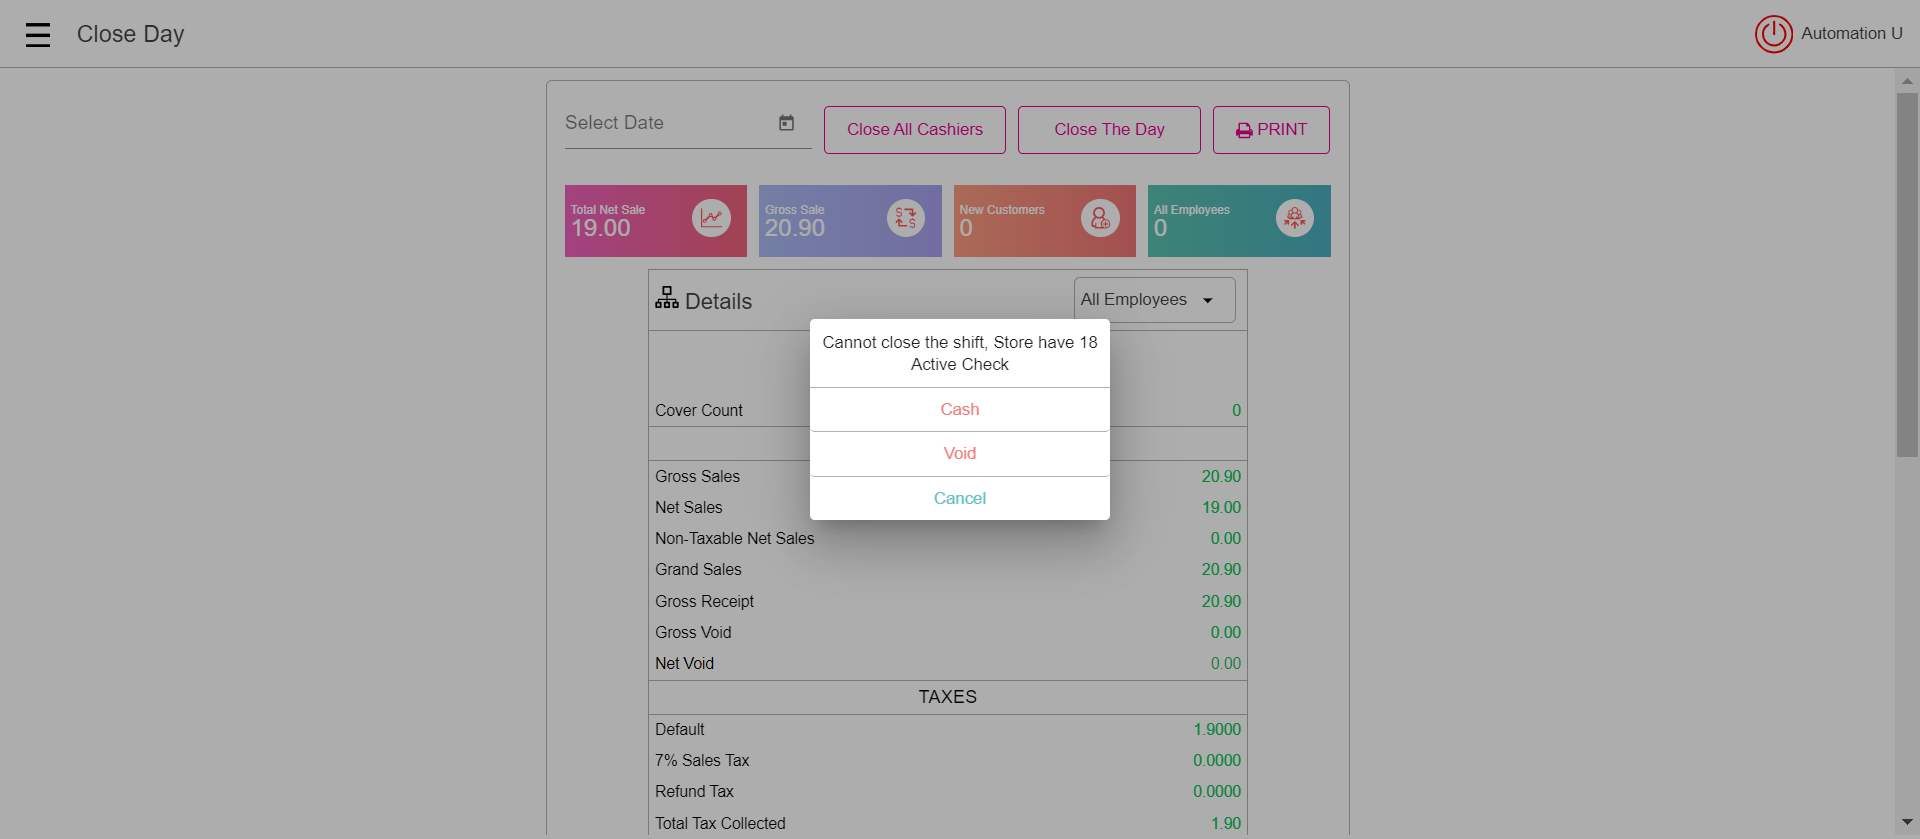 Close Day
Automation U
Select Date
Close All Cashiers
Close The Day
PRINT
Total Net Sale
19.00
Gross Sale
20.90
New Customers
0
All Employees
0
Details
All Employees
Cannot close the shift, Store have 18
Active Check
Cash
Void
Cancel
Cover Count 0
Gross Sales 20.90
Net Sales 19.00
Non-Taxable Net Sales 0.00
Grand Sales 20.90
Gross Receipt 20.90
Gross Void 0.00
Net Void 0.00
TAXES
Default 1.9000
7% Sales Tax 0.0000
Refund Tax 0.0000
Total Tax Collected 1.90